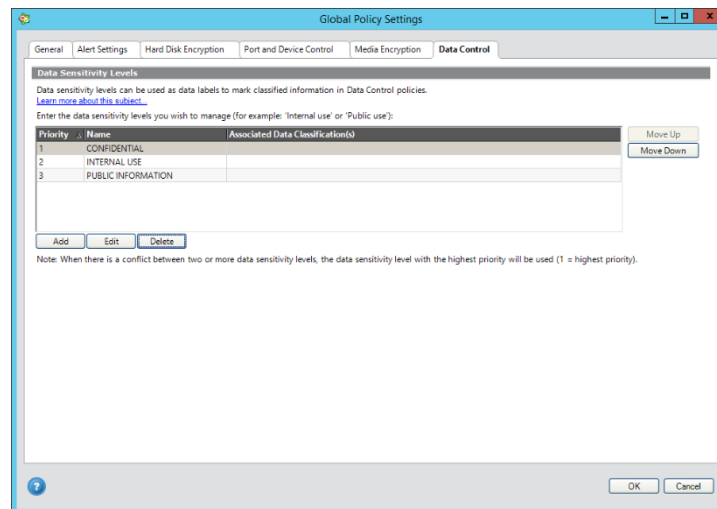 Global Policy Settings
General Alert Settings Hard Disk Encryption Port and Device Control Media Encryption Data Control
Data Sensitivity Levels
Data sensitivity levels can be used as data labels to mark classified information in Data Control policies.
Learn more about this subject...
Enter the data sensitivity levels you wish to manage (for example: 'Internal use' or 'Public use'):
Priority Name Associated Data Classification(s)
1 CONFIDENTIAL
2 INTERNAL USE
3 PUBLIC INFORMATION
Move Up
Move Down
Add Edit Delete
Note: When there is a conflict between two or more data sensitivity levels, the data sensitivity level with the highest priority will be used (1 = highest priority).
? OK Cancel